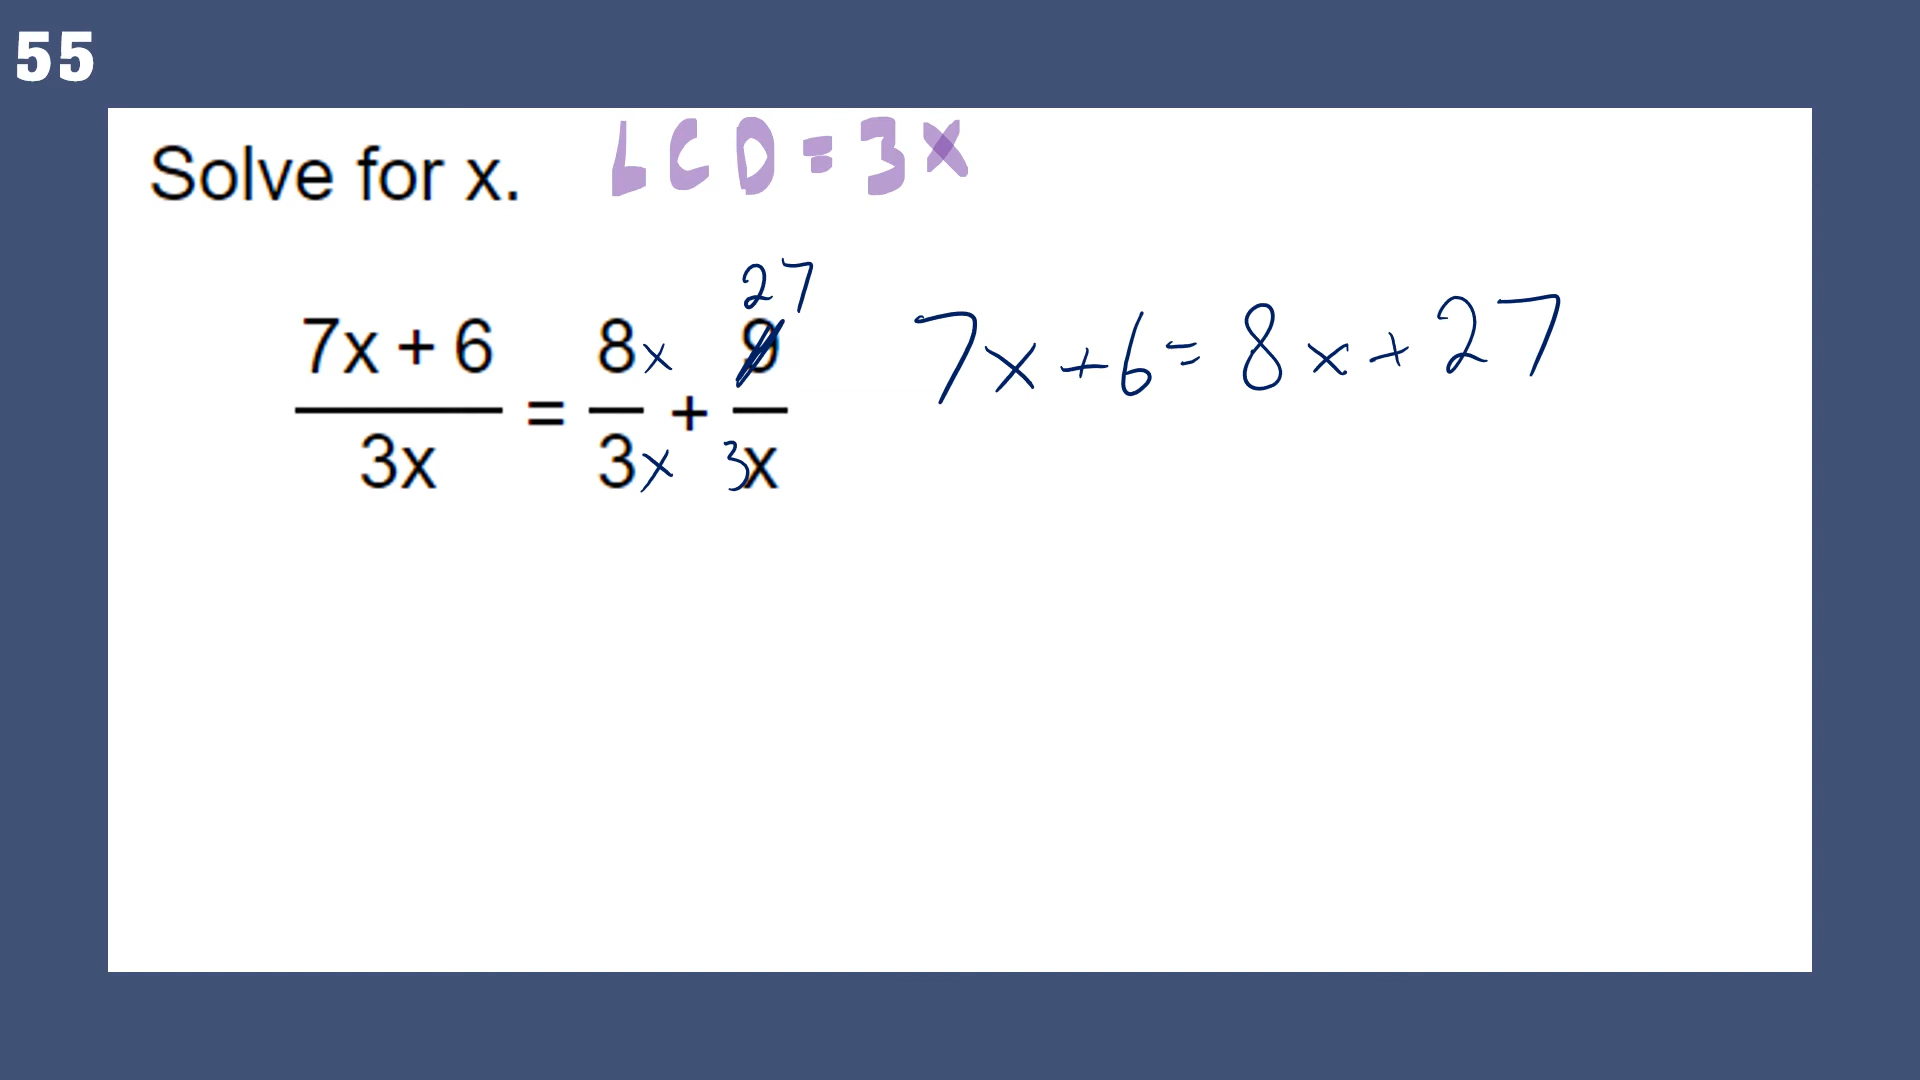 55
Solve for x. LCD = 3x
27
7x + 6 8x 9
= +
3x 3x 3x
7x + 6 = 8x + 27